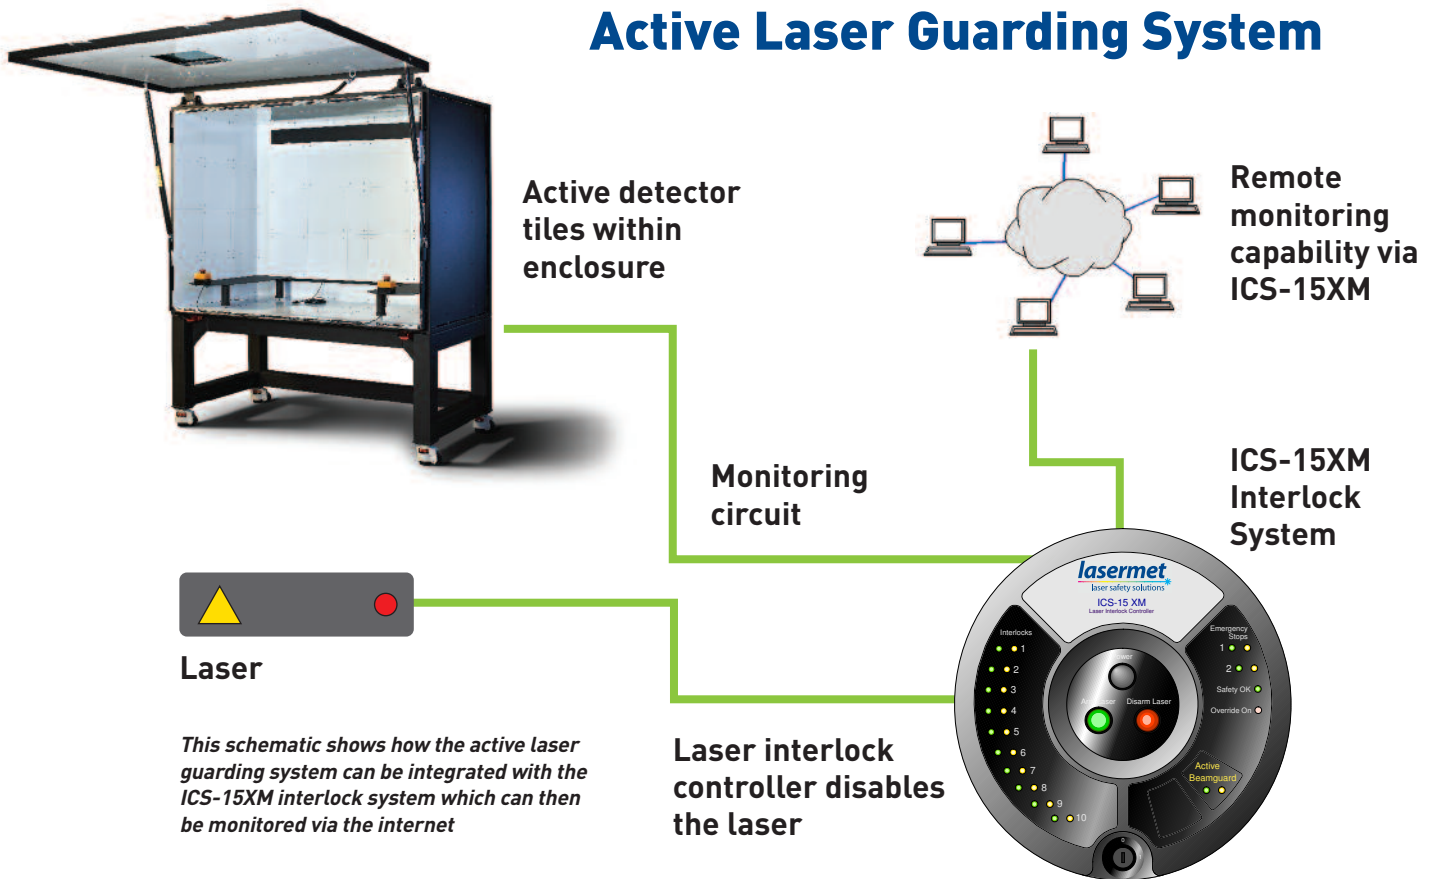 Active Laser Guarding System
Active detector
tiles within
enclosure
Remote
monitoring
capability via
ICS-15XM
Monitoring
circuit
ICS-15XM
Interlock
System
Laser
This schematic shows how the active laser
guarding system can be integrated with the
ICS-15XM interlock system which can then
be monitored via the internet
Laser interlock
controller disables
the laser
lasermet
laser safety solutions
ICS-15 XM
Laser Interlock Controller
Interlocks
1
2
3
4
5
6
7
8
9
10
Emergency
Stops
1
2
Safety OK
Override On
Power
Arm Laser
Disarm Laser
Active
Beamguard